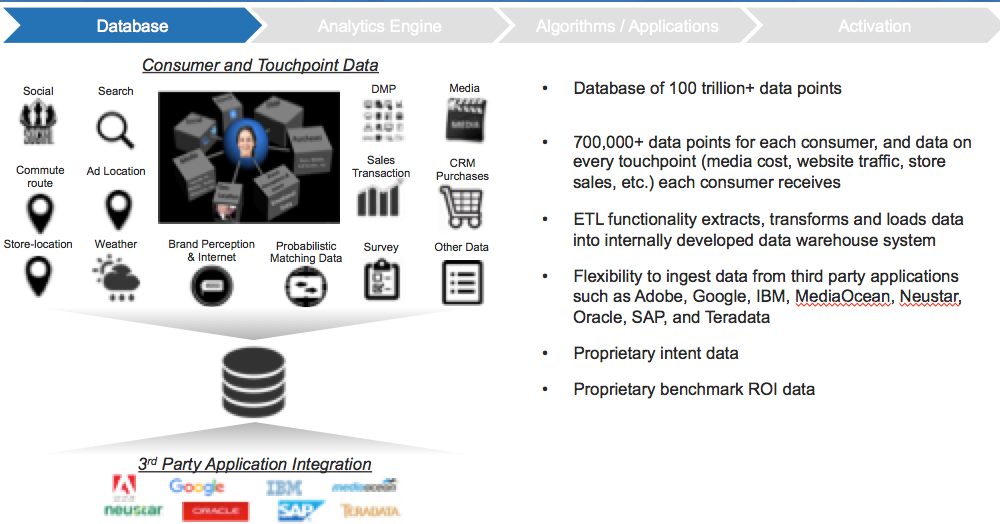 Database
Analytics Engine
Algorithms / Applications
Activation
Consumer and Touchpoint Data
Social
Search
DMP
Media
MEDIA
Commute
route
Ad Location
Sales
Transaction
CRM
Purchases
Store-location
Weather
Brand Perception
& Internet
Probabilistic
Matching Data
Survey
Other Data
3rd Party Application Integration
Google
IBM
mediaocean
neustar
ORACLE
SAP
TERADATA
• Database of 100 trillion+ data points
• 700,000+ data points for each consumer, and data on
every touchpoint (media cost, website traffic, store
sales, etc.) each consumer receives
• ETL functionality extracts, transforms and loads data
into internally developed data warehouse system
• Flexibility to ingest data from third party applications
such as Adobe, Google, IBM, MediaOcean, Neustar,
Oracle, SAP, and Teradata
• Proprietary intent data
• Proprietary benchmark ROI data